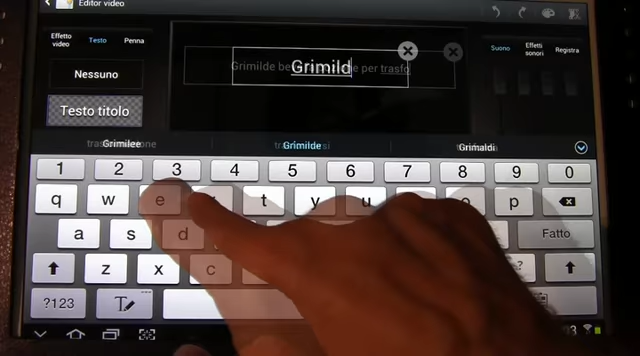 Editor video
Effetto video
Testo
Penna
Nessuno
Testo titolo
Grimild
Grimilde be
per trasfo
Suono
Effetti sonori
Registra
Grimilee
Grimilde
Grimaldi
1 2 3 4 5 6 7 8 9 0
q w e t y u o p
a s d Fatto
z x c ?
?123 T